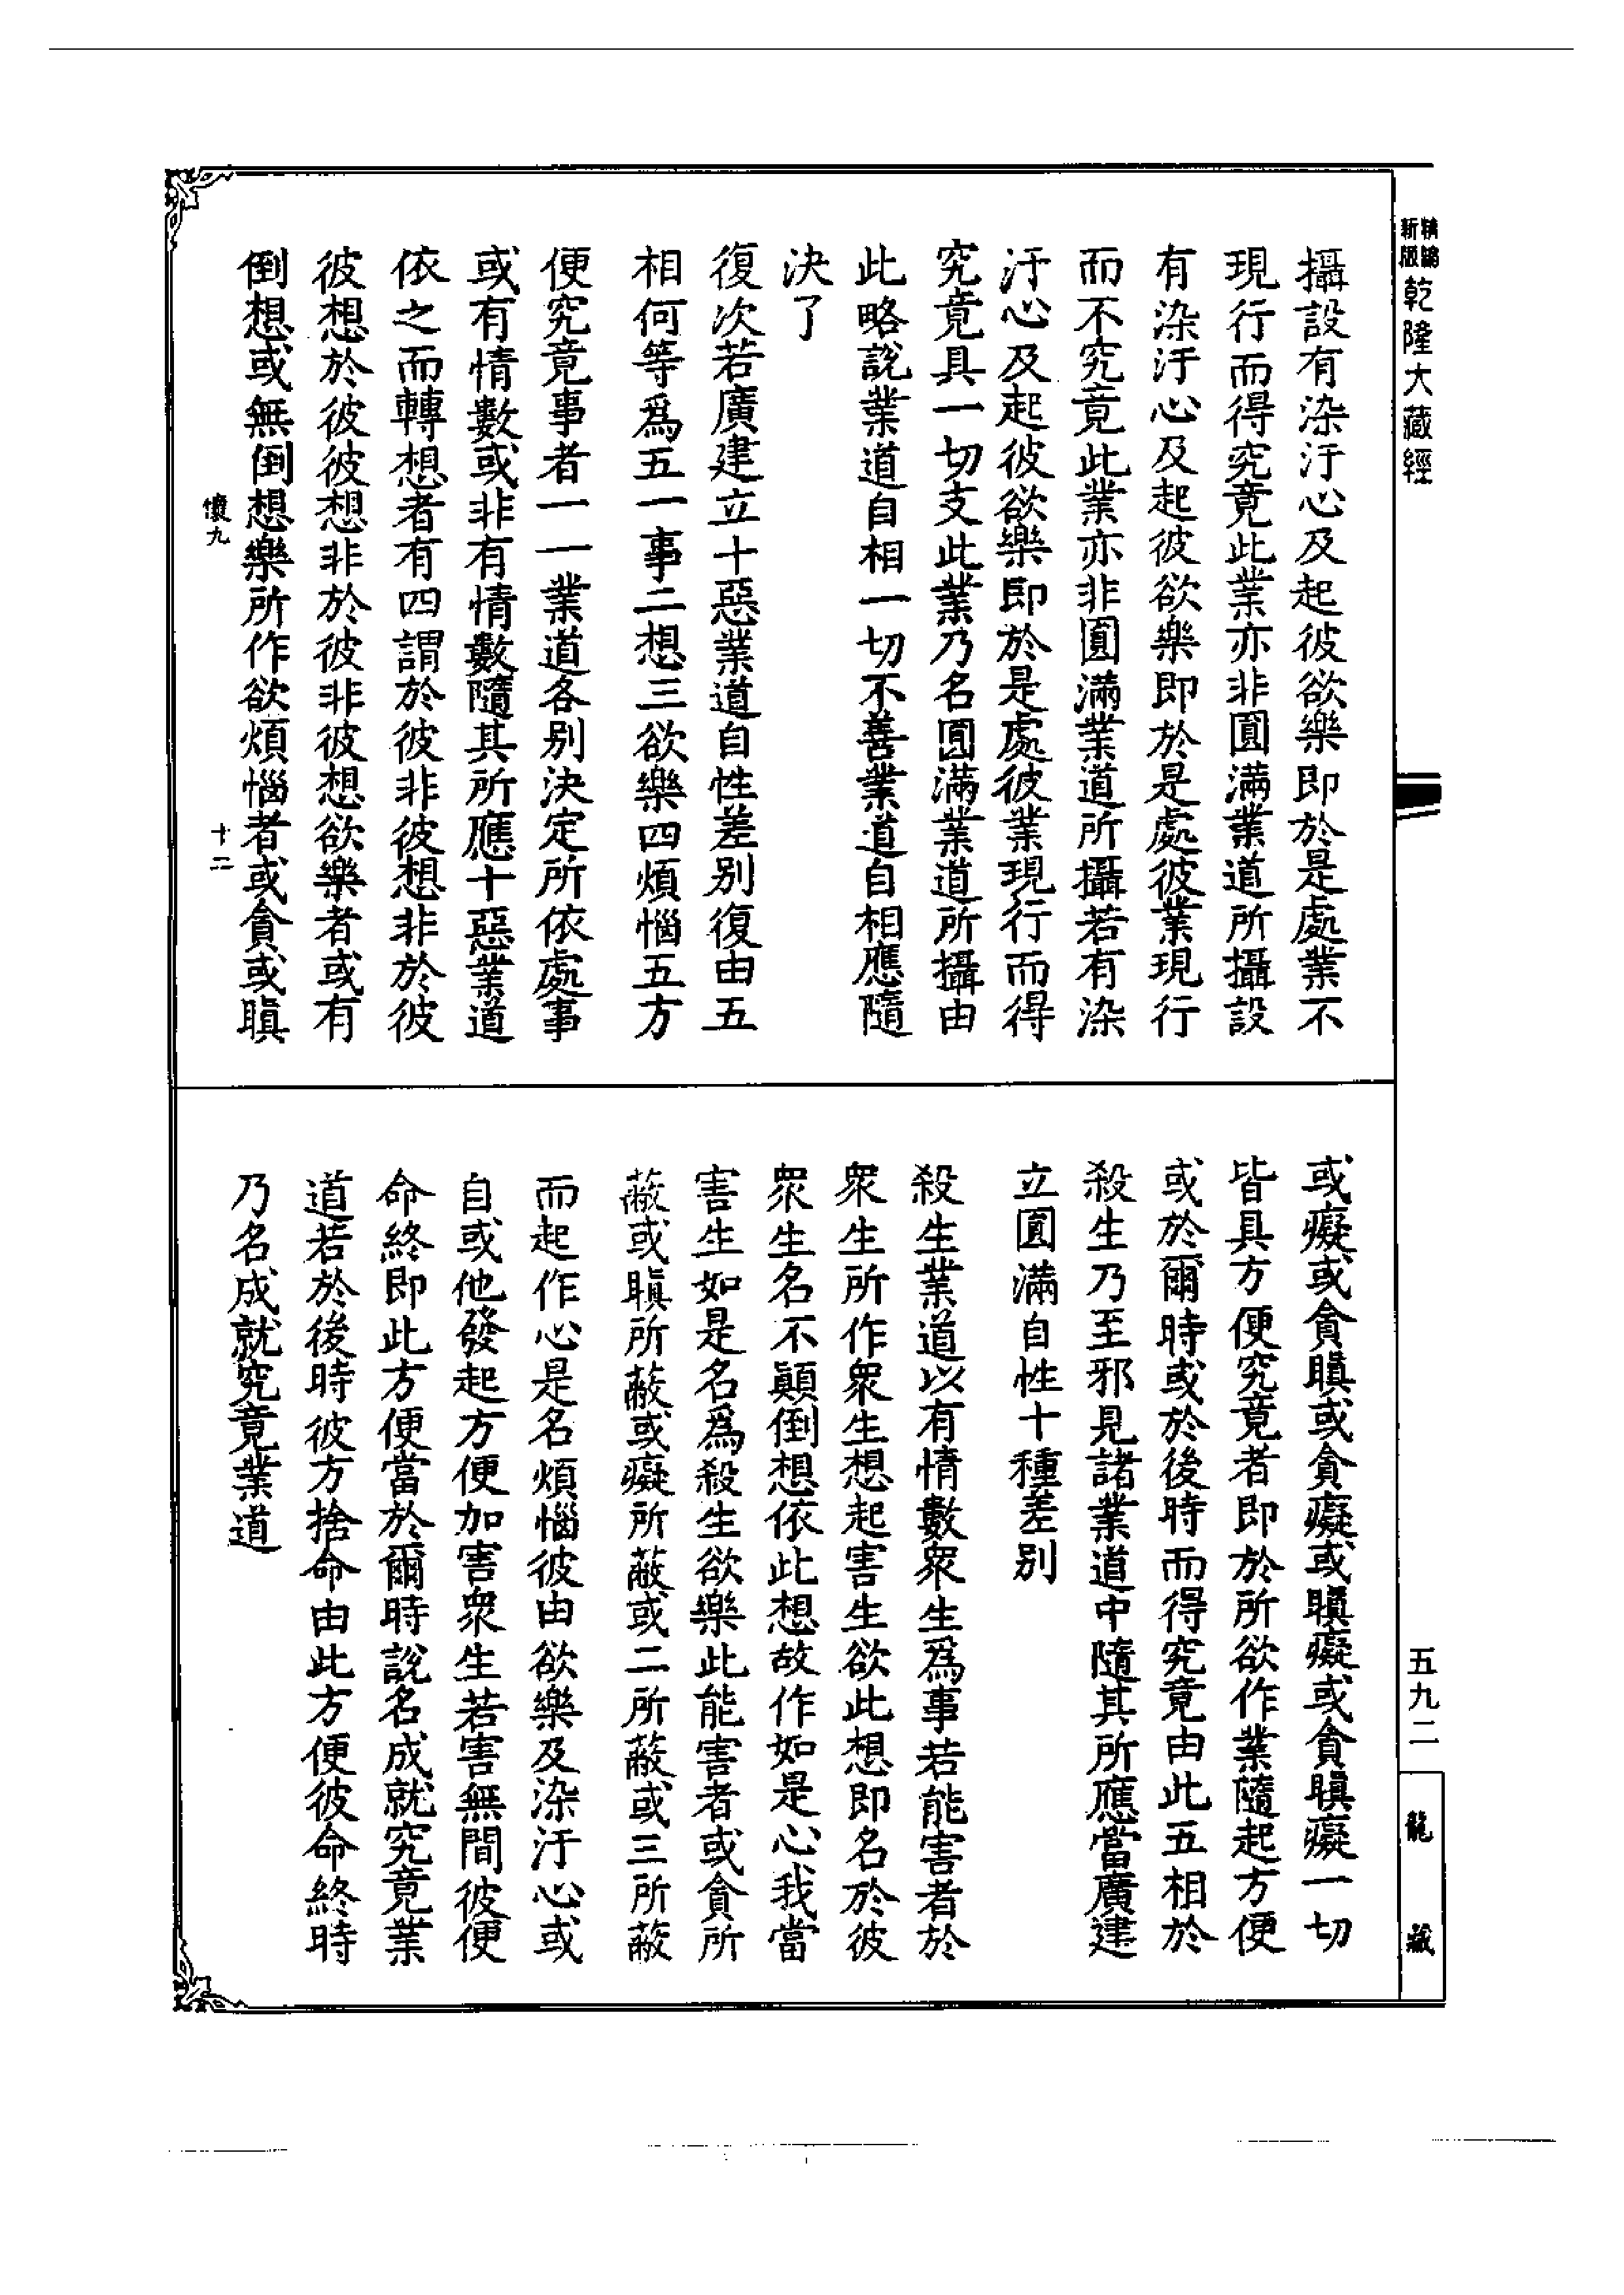 精編
新版
乾隆大藏經
攝設有染汙心及起彼欲樂即於是處業不
現行而得究竟此業亦非圓滿業道所攝設
有染汙心及起彼欲樂即於是處彼業現行
而不究竟此業亦非圓滿業道所攝若有染
汙心及起彼欲樂即於是處彼業現行而得
究竟具一切支此業乃名圓滿業道所攝由
此略說業道自相一切不善業道自相應隨
決了
復次若廣建立十惡業道自性差別復由五
相何等爲五一事二想三欲樂四煩惱五方
便究竟事者一一業道各別決定所依處事
或有情數或非有情數隨其所應十惡業道
依之而轉想者有四謂於彼非彼想非於彼
彼想於彼彼想非於彼非彼想欲樂者或有
倒想或無倒想樂所作欲煩惱者或貪或瞋
懷九
十二
或癡或貪瞋或貪癡或瞋癡或貪瞋癡一切
皆具方便究竟者即於所欲作業隨起方便
或於爾時或於後時而得究竟由此五相於
殺生乃至邪見諸業道中隨其所應當廣建
立圓滿自性十種差別
殺生業道以有情數衆生爲事若能害者於
衆生所作衆生想起害生欲此想即名於彼
衆生名不顛倒想依此想故作如是心我當
害生如是名爲殺生欲樂此能害者或貪所
蔽或瞋所蔽或癡所蔽或二所蔽或三所蔽
而起作心是名煩惱彼由欲樂及染汙心或
自或他發起方便加害衆生若害無間彼便
命終即此方便當於爾時說名成就究竟業
道若於後時彼方捨命由此方便彼命終時
乃名成就究竟業道
五九二
龍藏